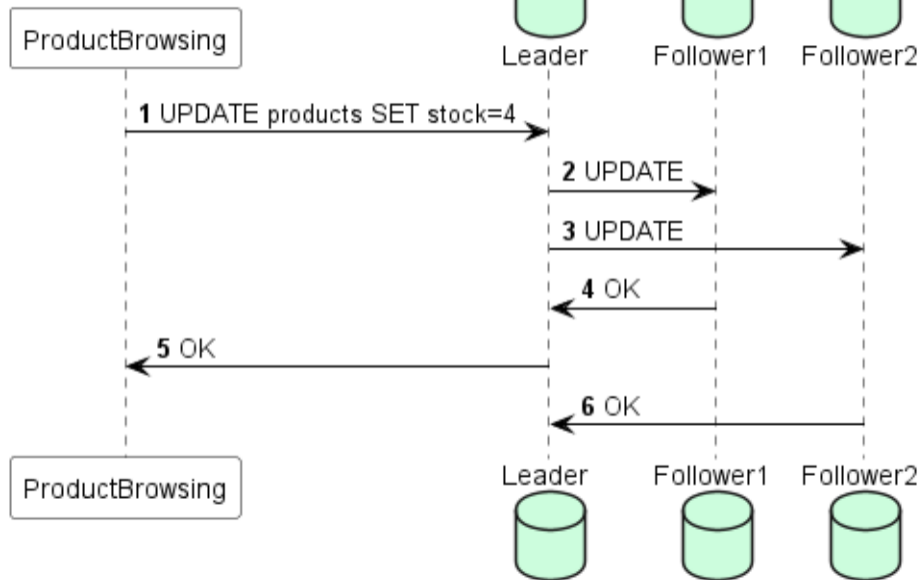 ProductBrowsing
Leader
Follower1
Follower2
1 UPDATE products SET stock=4
2 UPDATE
3 UPDATE
4 OK
5 OK
6 OK
ProductBrowsing
Leader
Follower1
Follower2